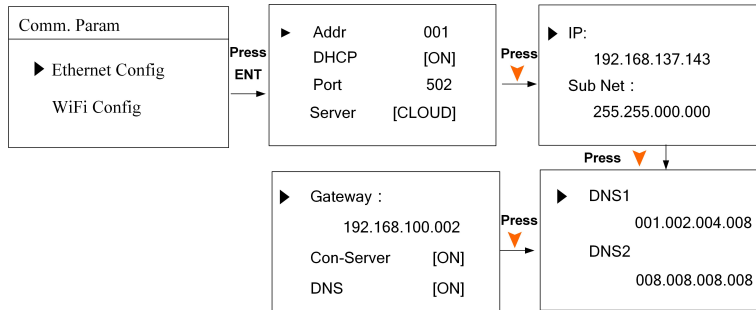 Comm. Param
Ethernet Config
WiFi Config
Press
ENT
Addr 001
DHCP [ON]
Port 502
Server [CLOUD]
Press
IP:
192.168.137.143
Sub Net :
255.255.000.000
Press
Gateway :
192.168.100.002
Con-Server [ON]
DNS [ON]
Press
DNS1
001.002.004.008
DNS2
008.008.008.008